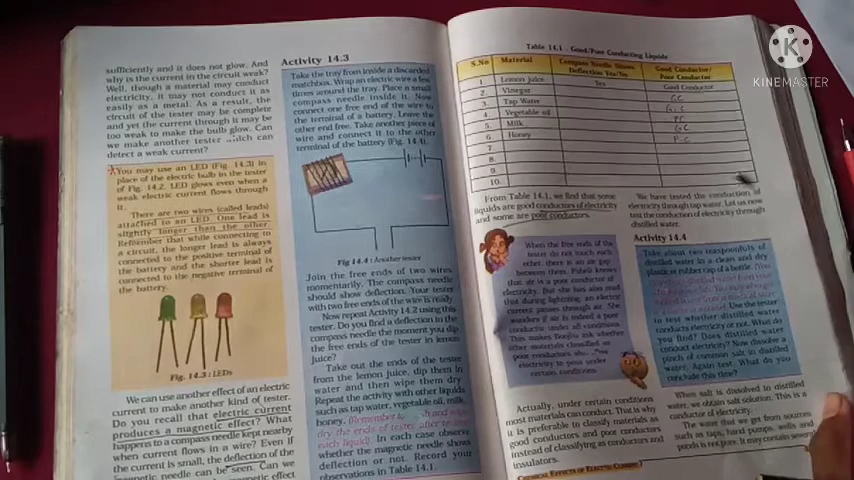 sufficiently and it does not glow. And
why is the current in the circuit weak?
Well, though a material may conduct
electricity, it may not conduct it as
easily as a metal. As a result, the
circuit of the tester may be complete
and yet the current through it may be
too weak to make the bulb glow. Can
we make another tester which can
detect a weak current?
You may use an LED (Fig 14.3) in
place of the electric bulb in the tester
of Fig. 14.2. LED glows even when a
weak electric current flows through
it.
There are two wires (called leads)
attached to an LED. One lead is
slightly longer than the other.
Remember that while connecting to
a circuit, the longer lead is always
connected to the positive terminal of
the battery and the shorter lead is
connected to the negative terminal of
the battery.
Fig. 14.3: LEDs
We can use another effect of an electric
current to make another kind of tester.
Do you recall that electric current
produces a magnetic effect? What
happens to a compass needle kept nearby
when current flows in a wire? Even if
the current is small, the deflection of the
magnetic needle can be seen. Can we
magnetic effect
Activity 14.3
Take the tray from inside a discarded
matchbox. Wrap an electric wire a few
times around the tray. Place a small
compass needle inside it. Now
connect one free end of the wire to
the terminal of a battery. Leave the
other end free. Take another piece of
wire and connect it to the other
terminal of the battery (Fig. 14.4).
Fig 14.4 : Another tester
Join the free ends of two wires
momentarily. The compass needle
should show deflection. Your tester
with two free ends of the wire is ready
Now repeat Activity 14.2 using this
tester. Do you find a deflection in the
compass needle the moment you dip
the free ends of the tester in lemon
juice?
Take out the ends of the tester
from the lemon juice, dip them in
water and then wipe them dry.
Repeat the activity with other liquids
such as tap water, vegetable oil, milk,
honey. (Remember to and wipe
dry the ends of tester after
each liquid). In each case observe
whether the magnetic needle shows
deflection or not. Record your
observations in Table 14.1.
Table 14.1 : Good/Poor Conducting Liquids
S.No Material Compass Needle Shows Deflection Yes/No Good Conductor/ Poor Conductor
1. Lemon juice Yes Good Conductor
2. Vinegar GC
3. Tap Water G.C
4. Vegetable oil PC
5. Milk GC
6. Honey P.C
7.
8.
9.
10.
From Table 14.1, we find that some
liquids are good conductors of electricity
and some are poor conductors.
When the free ends of the
tester do not touch each
other, there is an air gap
between them. Paheli knows
that air is a poor conductor of
electricity. But she has also read
that during lightning, an electric
current passes through air. She
wonders if air is indeed a poor
conductor under all conditions.
This makes Boojho ask whether
other materials classified as
poor conductors also
electricity to pass under
certain conditions.
Actually, under certain conditions
most materials can conduct. That is why
it is preferable to classify materials as
good conductors and poor conductors
instead of classifying as conductors and
insulators.
We have tested the conduction of
electricity through tap water. Let us now
test the conduction of electricity through
distilled water.
Activity 14.4
Take about two teaspoonfuls of
distilled water in a clean and dry
plastic or rubber cap of a bottle.
Use the tester
to test whether distilled water
conducts electricity or not. What do
you find? Does distilled water
conduct electricity? Now dissolve a
pinch of common salt in distilled
water. Again test. What do you
conclude this time?
When salt is dissolved in distilled
water, we obtain salt solution. This is a
conductor of electricity.
The water that we get from sources
such as taps, hand pumps, wells and
ponds is not pure. It may contain several
CHEMICAL EFFECTS OF ELECTRIC CURRENT
K
KINEMASTER